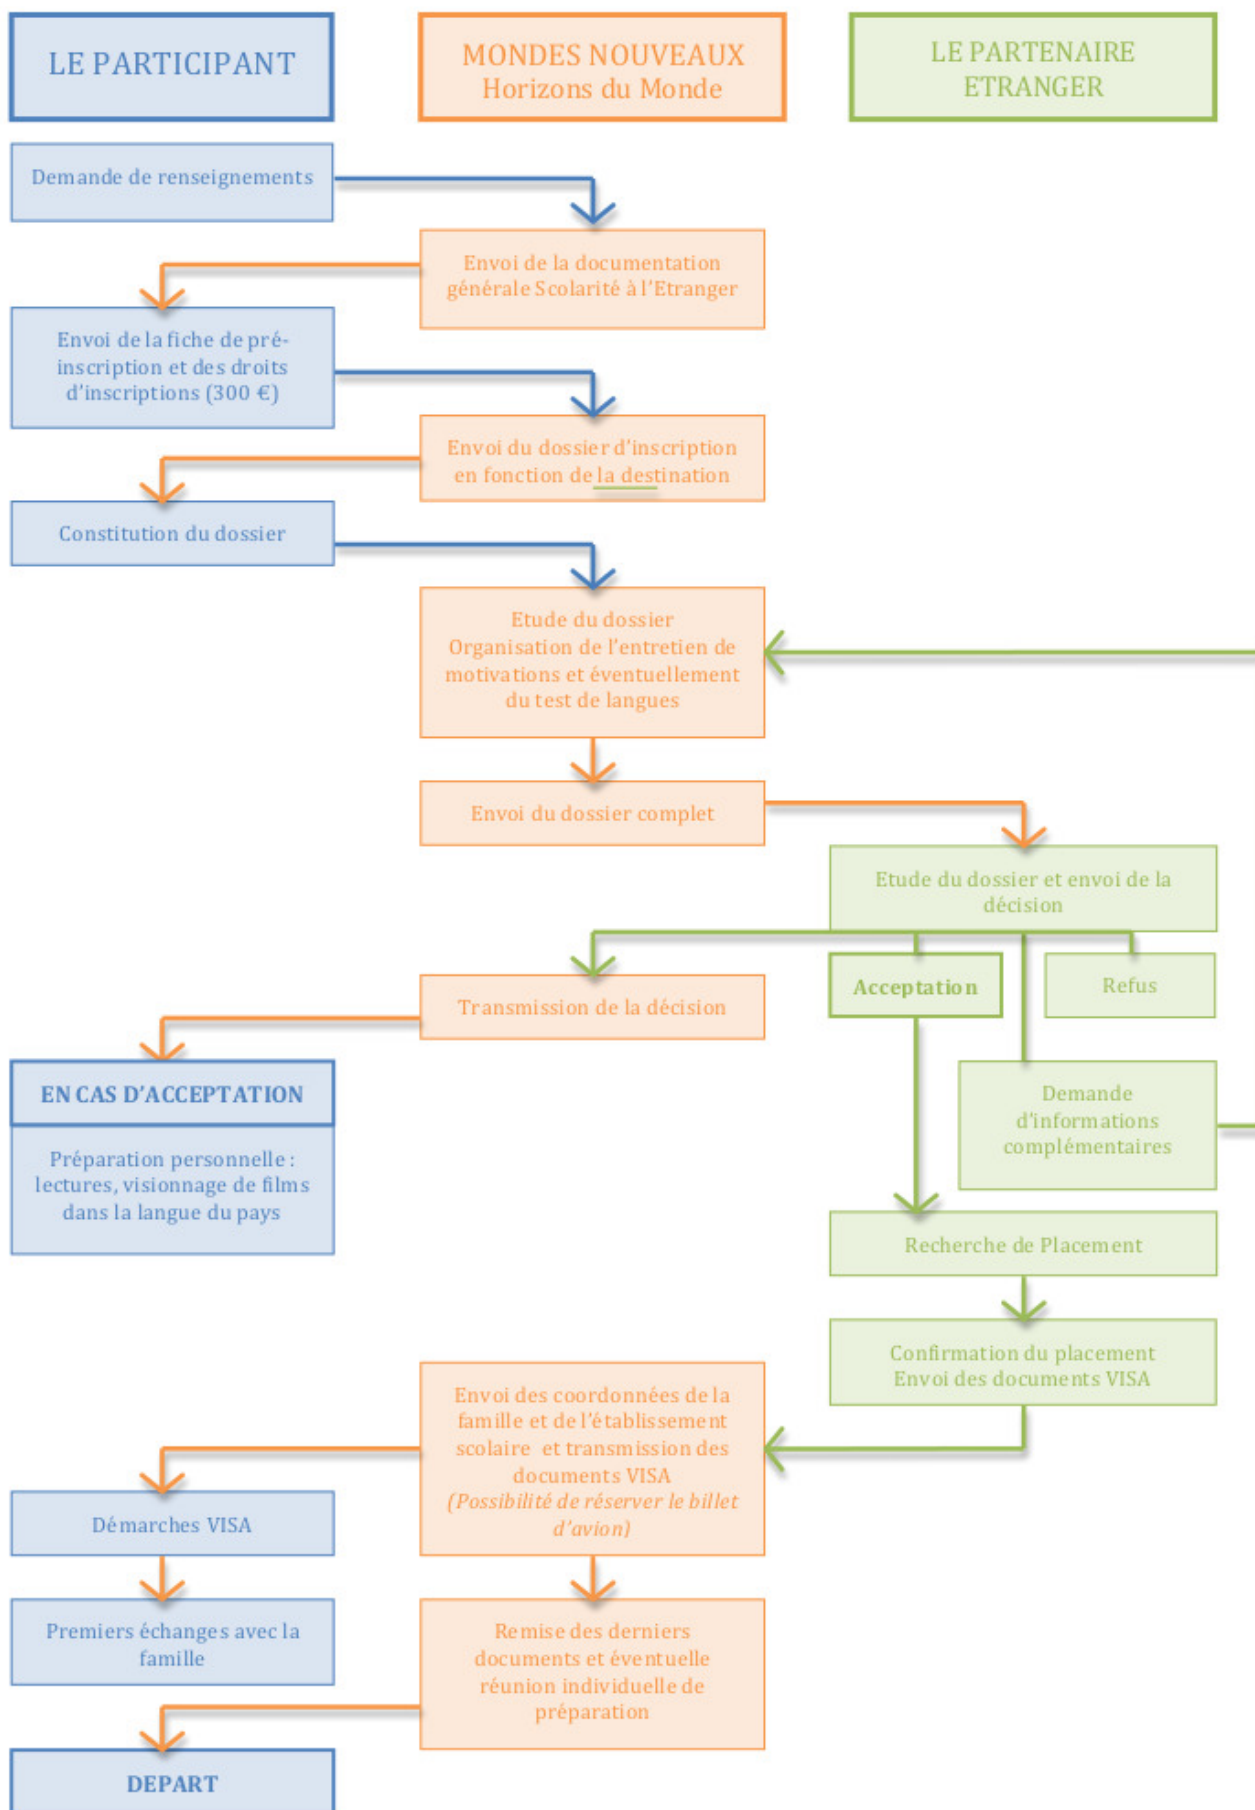 LE PARTICIPANT
MONDES NOUVEAUX
Horizons du Monde
LE PARTENAIRE
ETRANGER
Demande de renseignements
Envoi de la documentation
générale Scolarité à l'Etranger
Envoi de la fiche de pré-
inscription et des droits
d'inscriptions (300 €)
Envoi du dossier d'inscription
en fonction de la destination
Constitution du dossier
Etude du dossier
Organisation de l'entretien de
motivations et éventuellement
du test de langues
Envoi du dossier complet
Etude du dossier et envoi de la
décision
Acceptation
Refus
Transmission de la décision
EN CAS D'ACCEPTATION
Préparation personnelle :
lectures, visionnage de films
dans la langue du pays
Demande
d'informations
complémentaires
Recherche de Placement
Confirmation du placement
Envoi des documents VISA
Envoi des coordonnées de la
famille et de l'établissement
scolaire et transmission des
documents VISA
(Possibilité de réserver le billet
d'avion)
Démarches VISA
Premiers échanges avec la
famille
Remise des derniers
documents et éventuelle
réunion individuelle de
préparation
DEPART